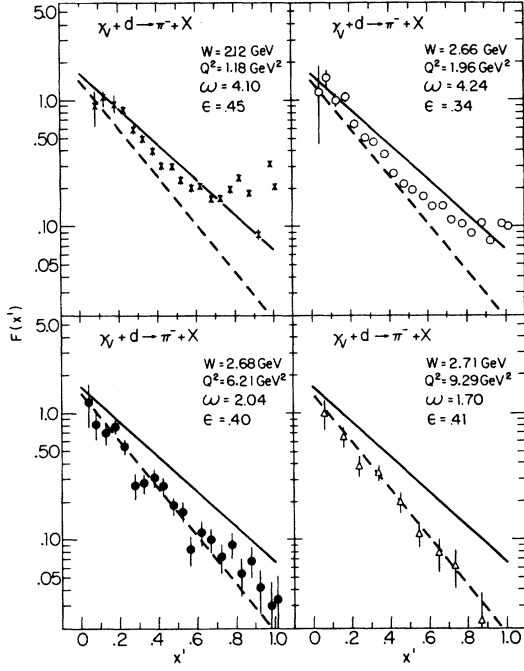 γᵥ + d → π⁻ + X
W = 2.12 GeV
Q² = 1.18 GeV²
ω = 4.10
ϵ = .45
5.0
1.0
.50
.10
.05
γᵥ + d → π⁻ + X
W = 2.66 GeV
Q² = 1.96 GeV²
ω = 4.24
ϵ = .34
F(x')
γᵥ + d → π⁻ + X
W = 2.68 GeV
Q² = 6.21 GeV²
ω = 2.04
ϵ = .40
5.0
1.0
.50
.10
.05
γᵥ + d → π⁻ + X
W = 2.71 GeV
Q² = 9.29 GeV²
ω = 1.70
ϵ = .41
0 .2 .4 .6 .8 1.0
0 .2 .4 .6 .8 1.0
x'
x'